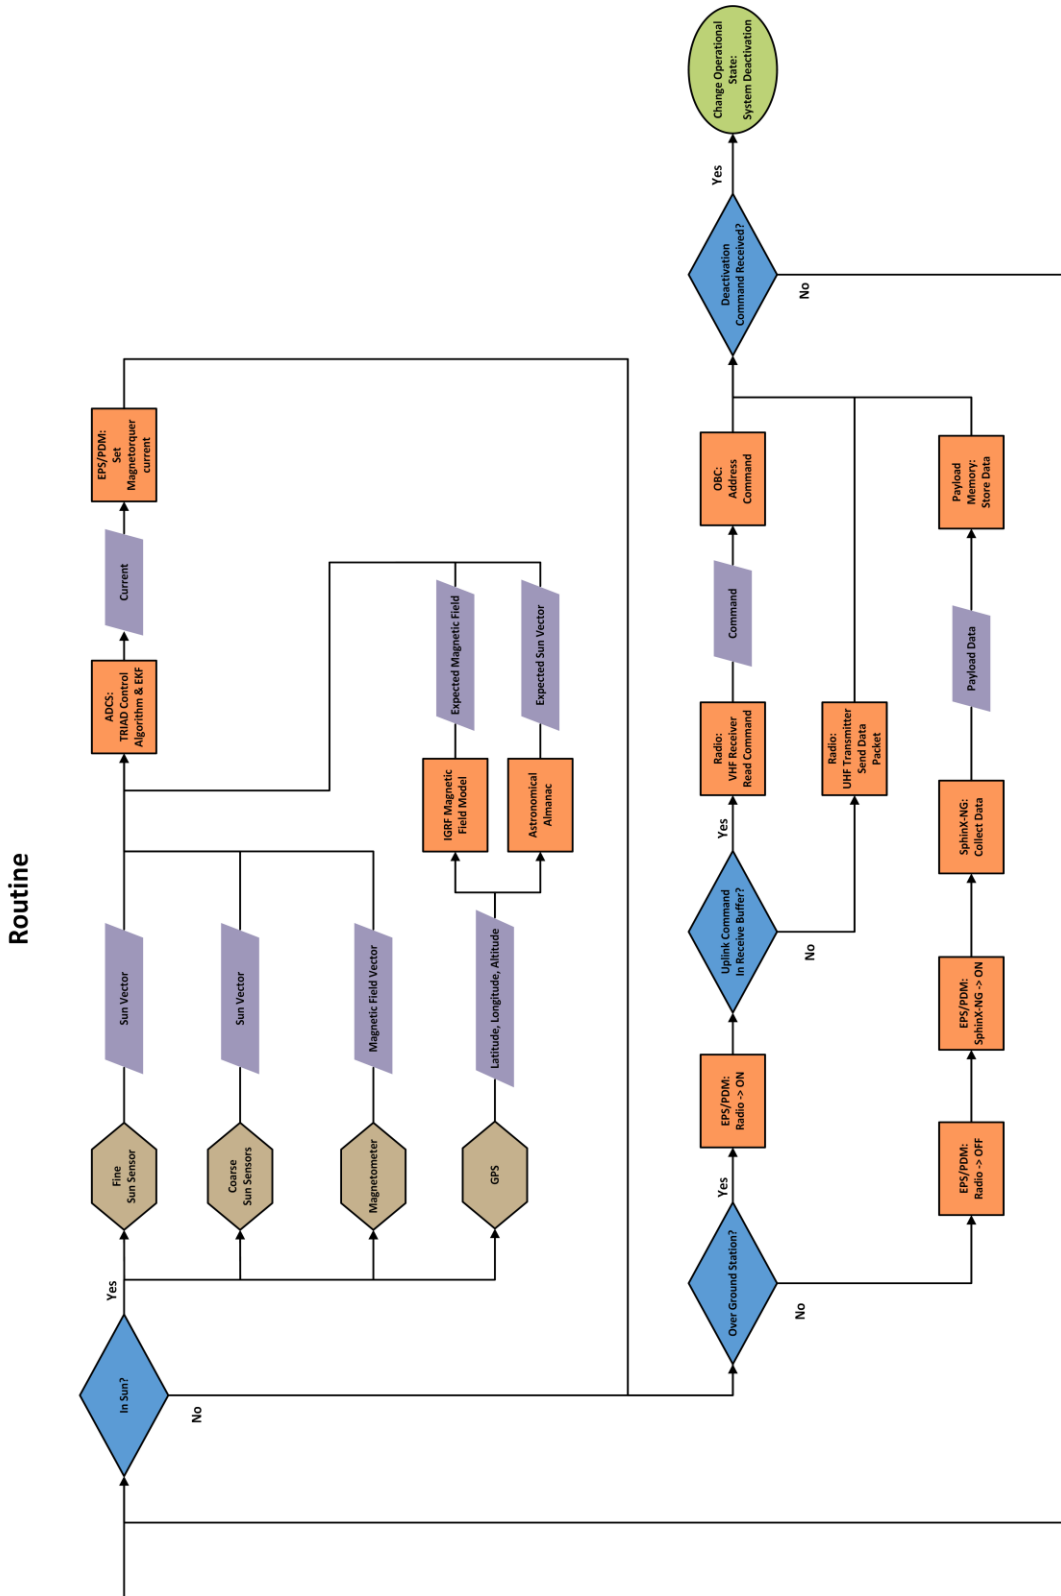 Routine
In Sun?
Yes
No
Fine
Sun Sensor
Coarse
Sun Sensors
Magnetometer
GPS
Sun Vector
Sun Vector
Magnetic Field Vector
Latitude, Longitude, Altitude
IGRF Magnetic
Field Model
Astronomical
Almanac
Expected Magnetic Field
Expected Sun Vector
ADCS:
TRIAD Control
Algorithm & EKF
Current
EPS/PDM:
Set
Magnetorquer
current
Over Ground Station?
Yes
No
EPS/PDM:
Radio -> ON
Uplink Command
In Receive Buffer?
Yes
No
Radio:
VHF Receiver
Read Command
Command
OBC:
Address
Command
Radio:
UHF Transmitter
Send Data
Packet
EPS/PDM:
Radio -> OFF
EPS/PDM:
SphinX-NG -> ON
SphinX-NG:
Collect Data
Payload Data
Payload
Memory:
Store Data
Deactivation
Command Received?
Yes
No
Change Operational
State:
System Deactivation